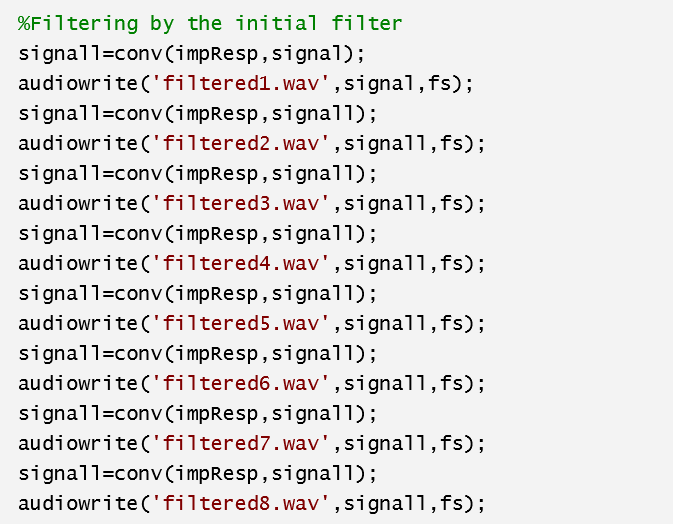 %Filtering by the initial filter
signall=conv(impResp,signal);
audiowrite('filtered1.wav',signal,fs);
signall=conv(impResp,signall);
audiowrite('filtered2.wav',signall,fs);
signall=conv(impResp,signall);
audiowrite('filtered3.wav',signall,fs);
signall=conv(impResp,signall);
audiowrite('filtered4.wav',signall,fs);
signall=conv(impResp,signall);
audiowrite('filtered5.wav',signall,fs);
signall=conv(impResp,signall);
audiowrite('filtered6.wav',signall,fs);
signall=conv(impResp,signall);
audiowrite('filtered7.wav',signall,fs);
signall=conv(impResp,signall);
audiowrite('filtered8.wav',signall,fs);